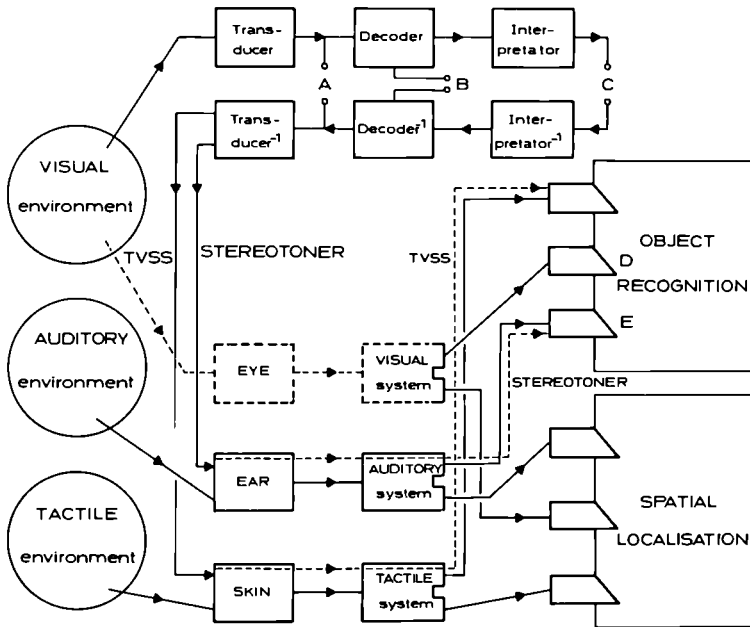 Trans-
ducer
Decoder
Inter-
pretator
A
B
C
Trans-
ducer-1
Decoder-1
Inter-
pretator-1
VISUAL
environment
TVSS
STEREOTONER
TVSS
OBJECT
RECOGNITION
D
E
AUDITORY
environment
EYE
VISUAL
system
STEREOTONER
EAR
AUDITORY
system
TACTILE
environment
SKIN
TACTILE
system
SPATIAL
LOCALISATION